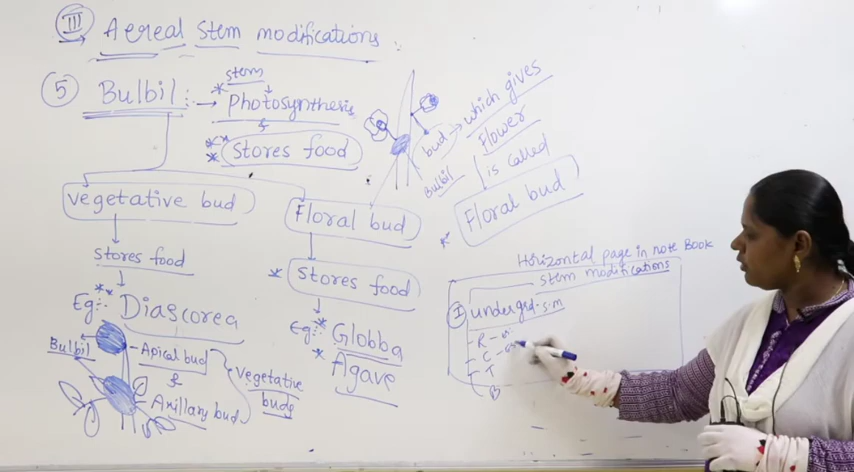 III Aereal Stem modifications
5 Bulbil :- → stem
* Photosynthesis
&
** Stores food
*
bud → which gives
Flower
is called
* Floral bud
Bulbil
vegetative bud
Stores food
Eg:- ** Diascorea
Bulbil
Apical bud
&
Axillary bud
Vegetative
buds
Floral bud
* Stores food
Eg:- * Globba
* Agave
Horizontal page in note Book
stem modifications
I undergrd-s.m
- R -
- C -
- T
- B